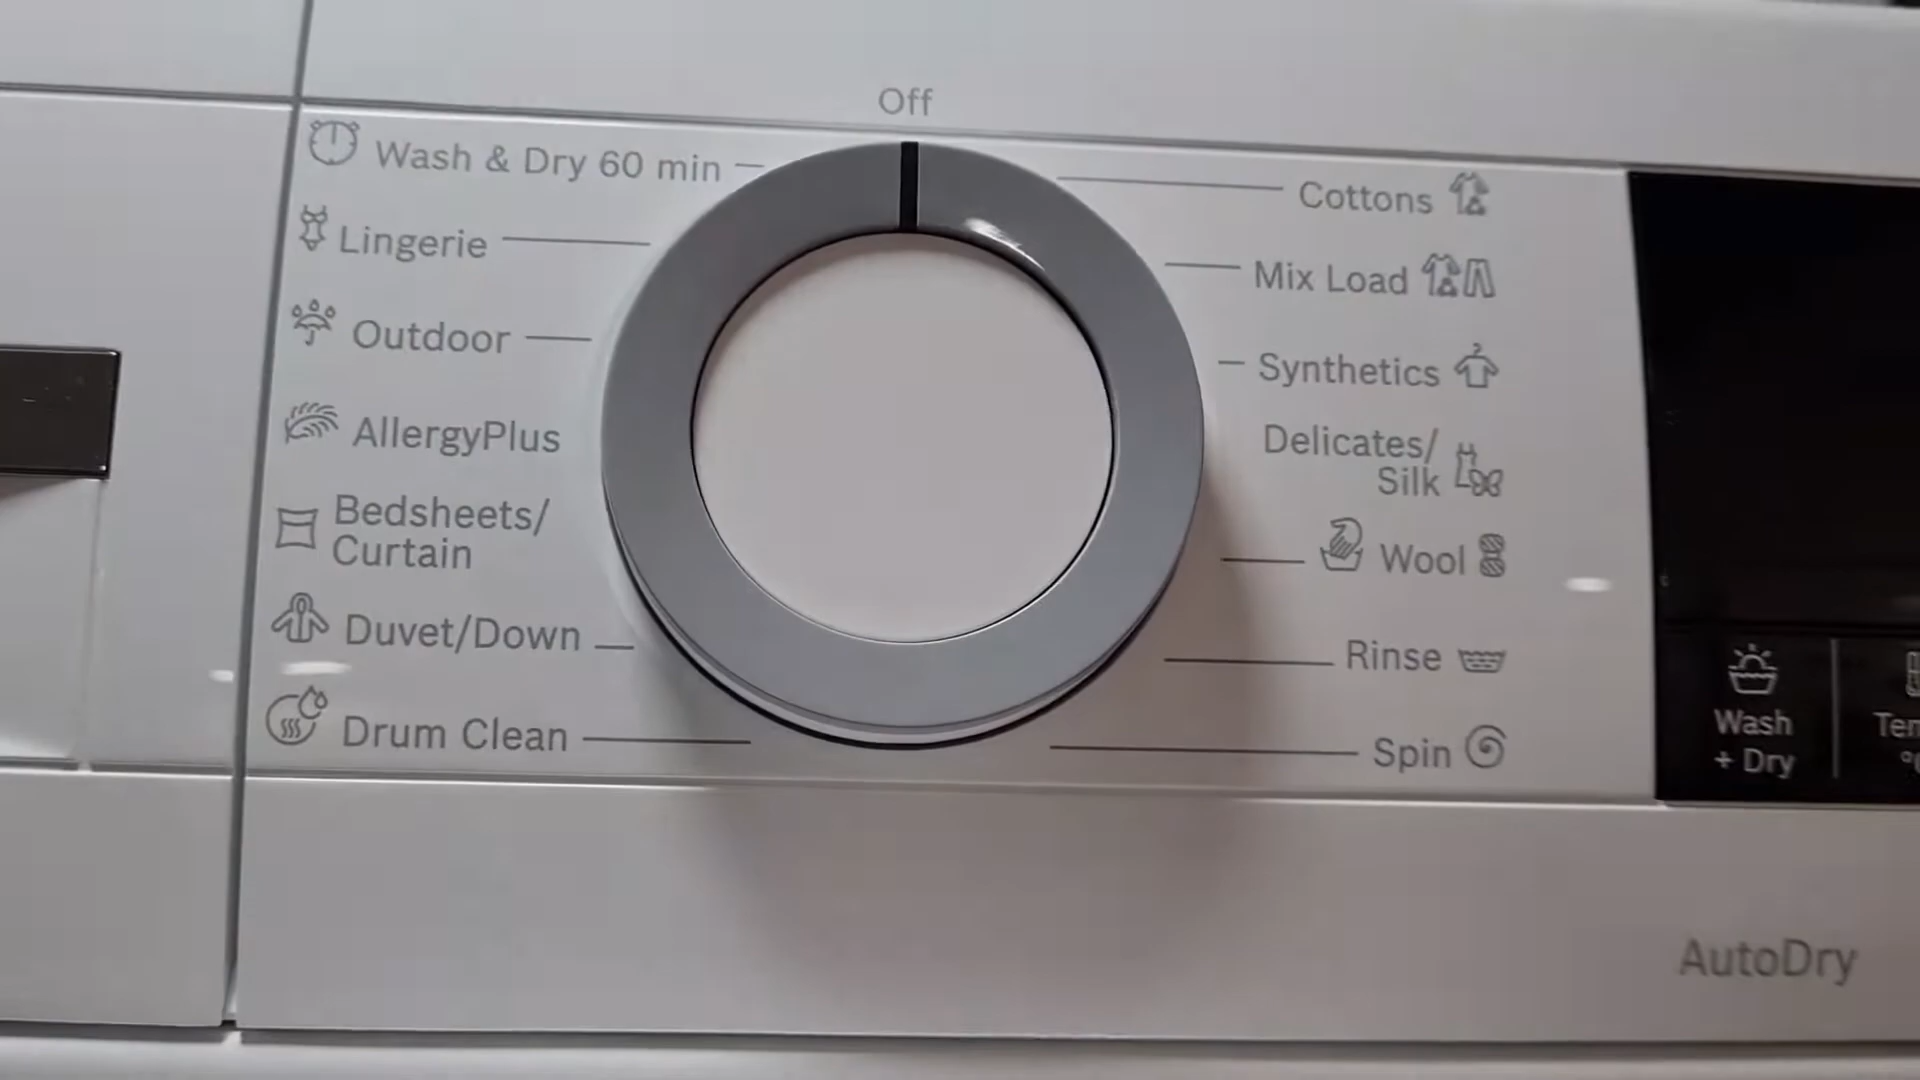 Off
Wash & Dry 60 min
Lingerie
Outdoor
AllergyPlus
Bedsheets/
Curtain
Duvet/Down
Drum Clean
Cottons
Mix Load
Synthetics
Delicates/
Silk
Wool
Rinse
Spin
Wash
+ Dry
AutoDry